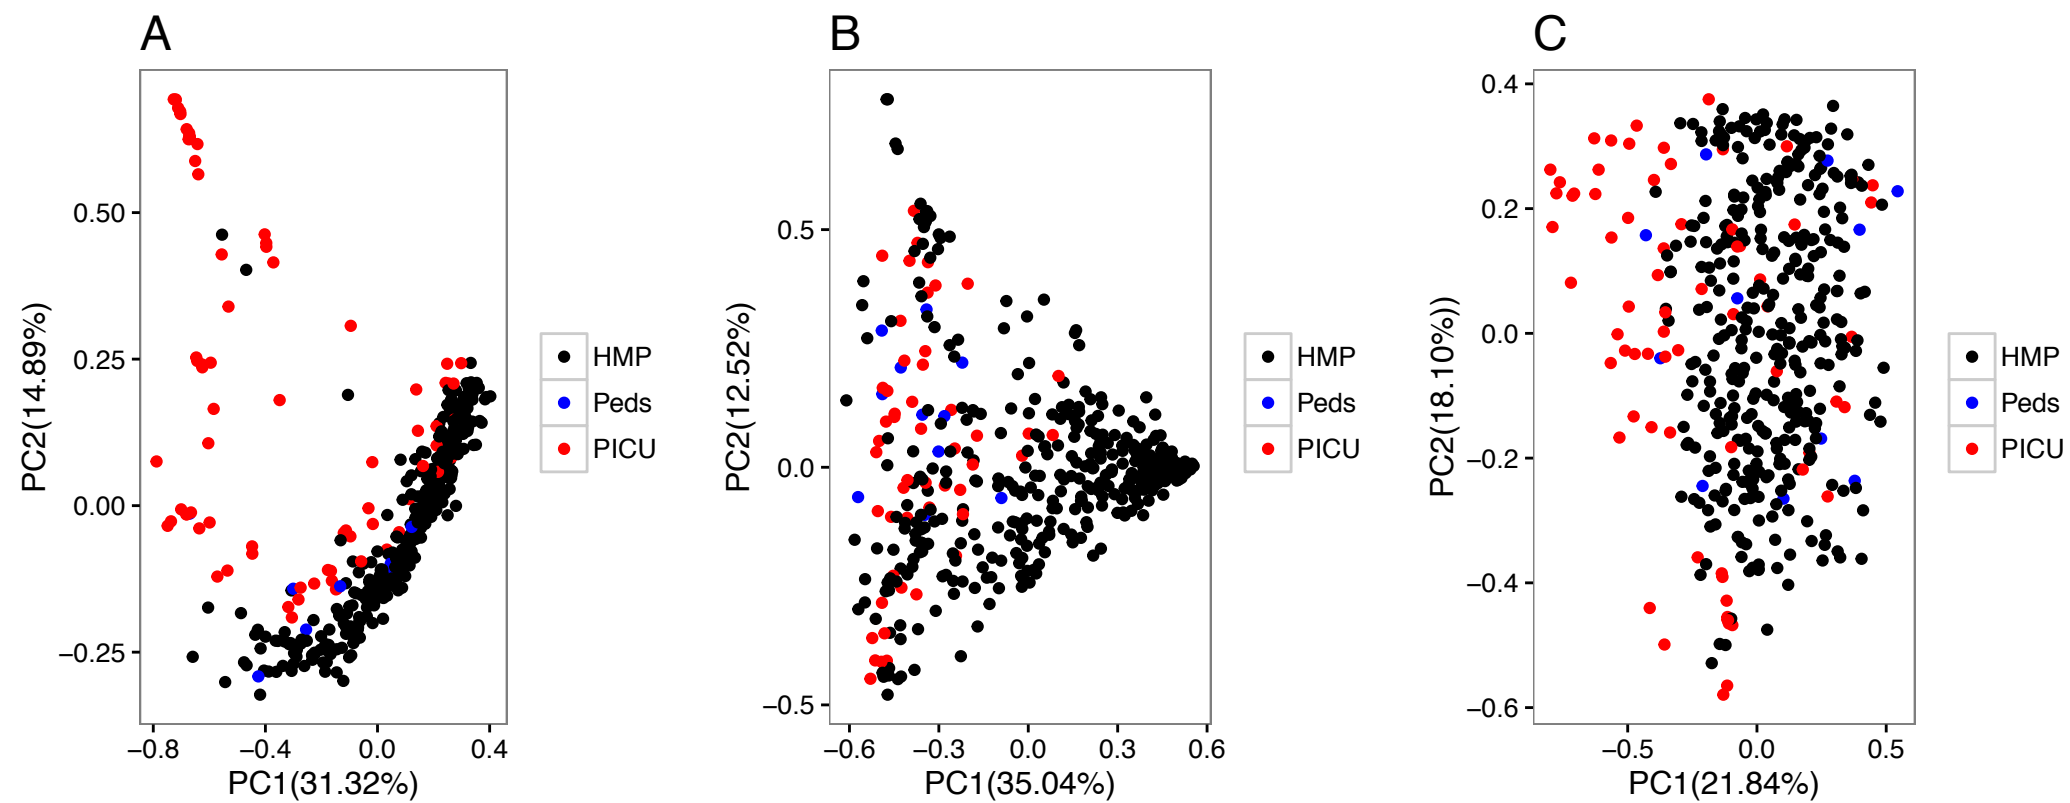 A
0.50
0.25
0.00
−0.25
PC2(14.89%)
−0.8
−0.4
0.0
0.4
PC1(31.32%)
HMP
Peds
PICU
B
0.5
0.0
−0.5
PC2(12.52%)
−0.6
−0.3
0.0
0.3
0.6
PC1(35.04%)
HMP
Peds
PICU
C
0.4
0.2
0.0
−0.2
−0.4
−0.6
PC2(18.10%))
−0.5
0.0
0.5
PC1(21.84%)
HMP
Peds
PICU